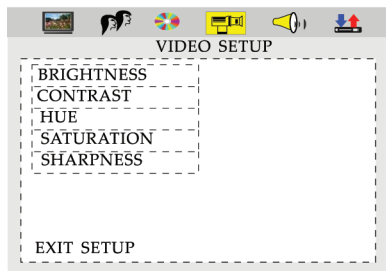 VIDEO SETUP
BRIGHTNESS
CONTRAST
HUE
SATURATION
SHARPNESS
EXIT SETUP